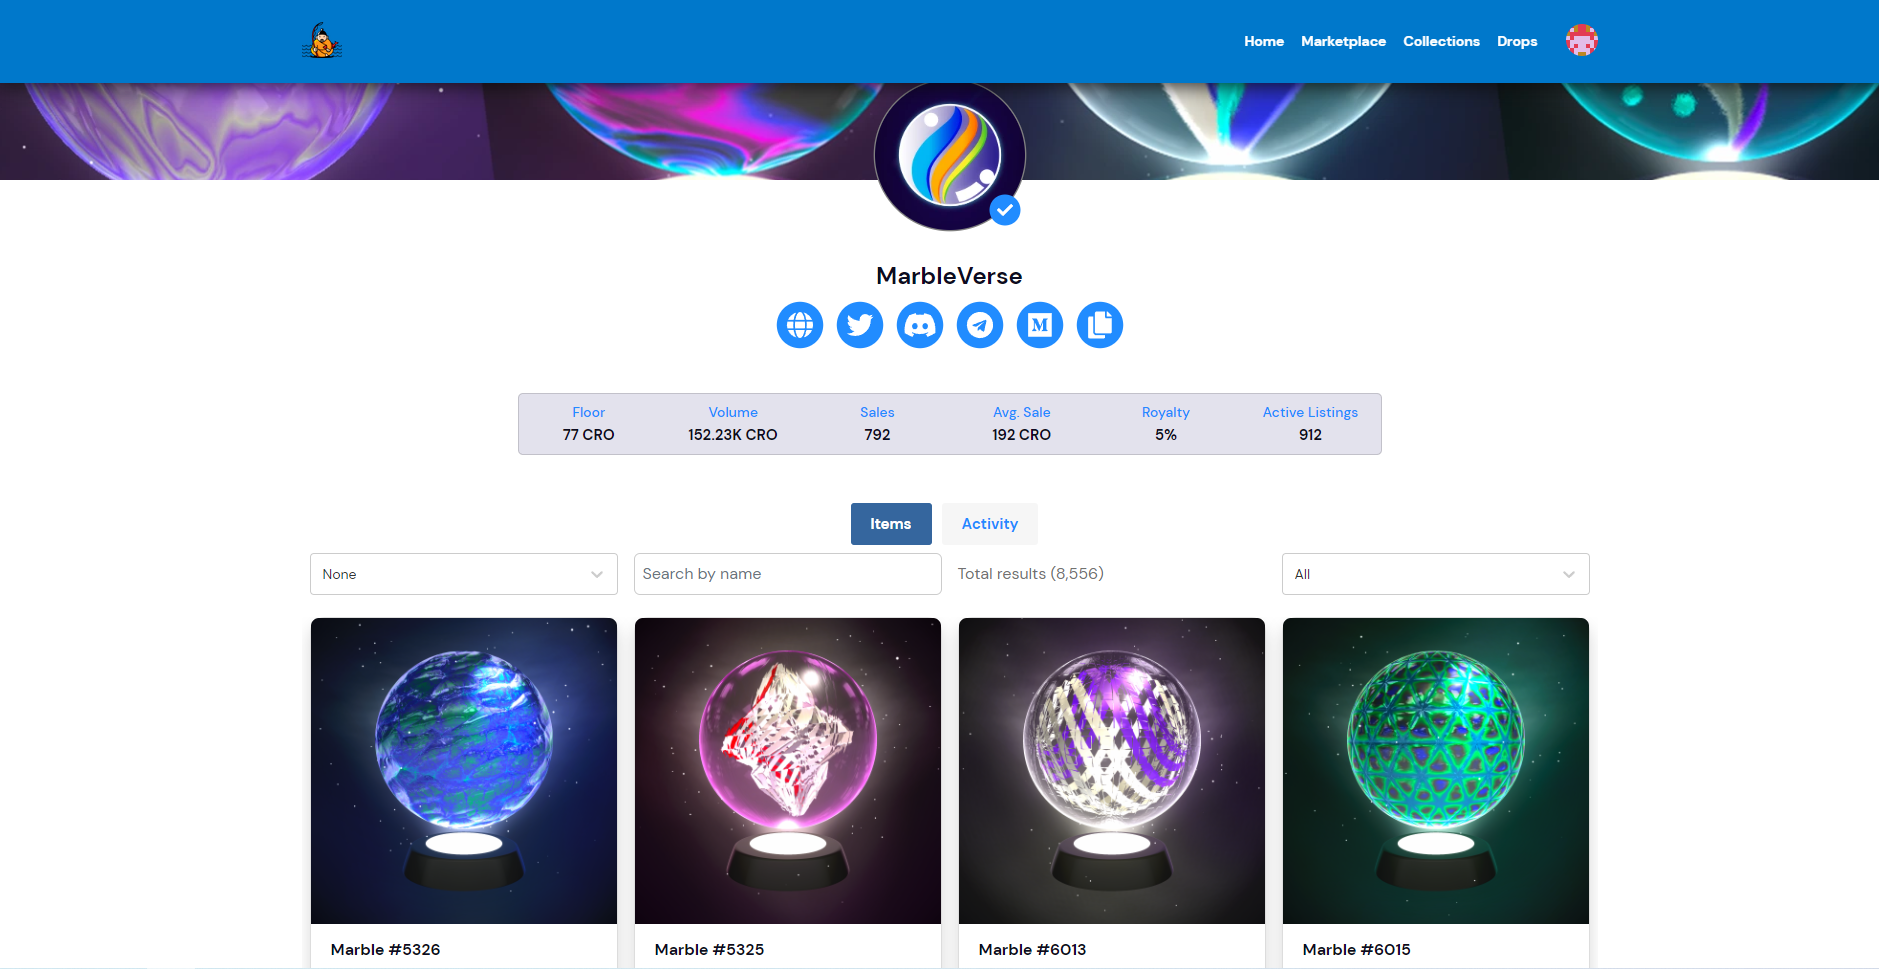 Home Marketplace Collections Drops
MarbleVerse
M
Floor Volume Sales Avg. Sale Royalty Active Listings
77 CRO 152.23K CRO 792 192 CRO 5% 912
Items Activity
None Search by name Total results (8,556) All
Marble #5326 Marble #5325 Marble #6013 Marble #6015